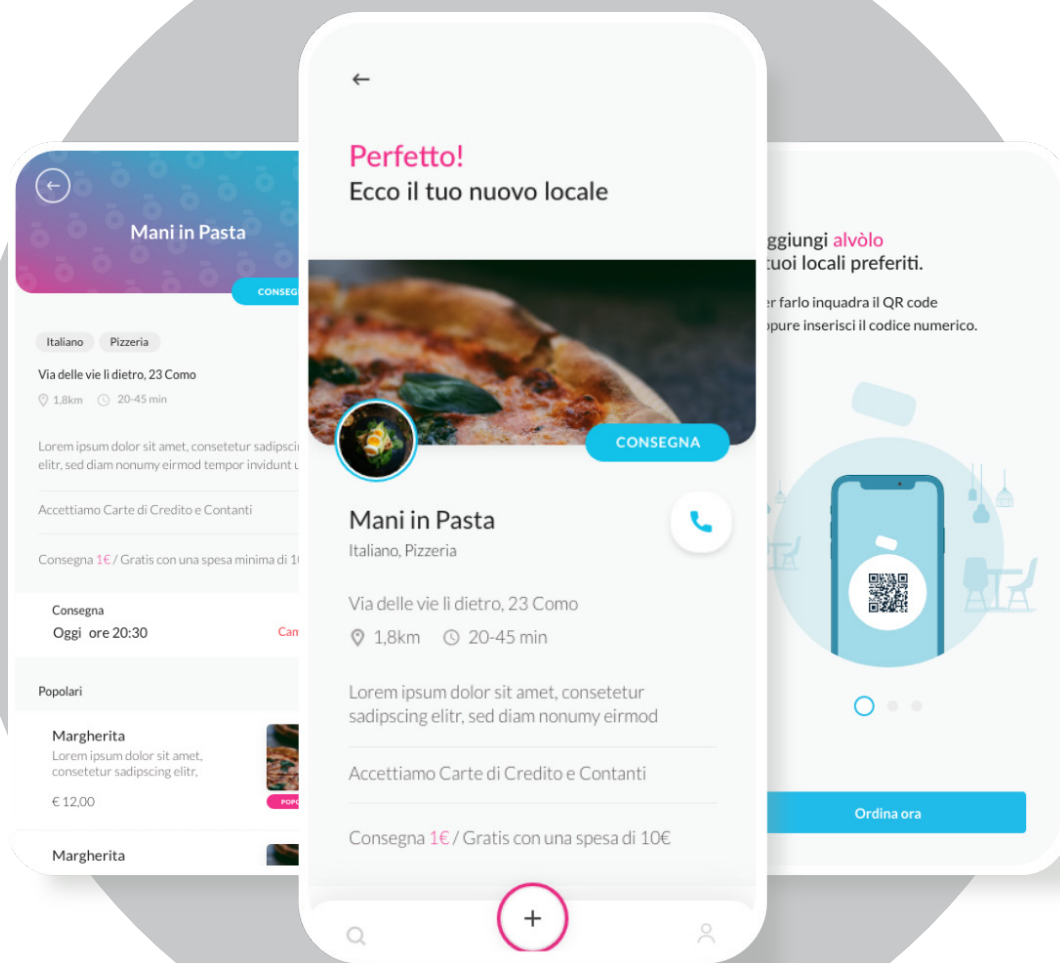 Mani in Pasta
Italiano
Pizzeria
Via delle vie lì dietro, 23 Como
1,8km
20-45 min
Lorem ipsum dolor sit amet, consetetur
elitr, sed diam nonumy eirmod tempor invidunt
Accettiamo Carte di Credito e Contanti
Consegna 1€ / Gratis con una spesa minima di
Consegna
Oggi ore 20:30
Popolari
Margherita
Lorem ipsum dolor sit amet,
consetetur sadipscing elitr,
€ 12,00
Margherita
Perfetto!
Ecco il tuo nuovo locale
CONSEGNA
Mani in Pasta
Italiano, Pizzeria
Via delle vie lì dietro, 23 Como
1,8km
20-45 min
Lorem ipsum dolor sit amet, consetetur
sadipscing elitr, sed diam nonumy eirmod
Accettiamo Carte di Credito e Contanti
Consegna 1€ / Gratis con una spesa di 10€
alvòlo
locali preferiti.
farlo inquadra il QR code
inserisci il codice numerico.
Ordina ora